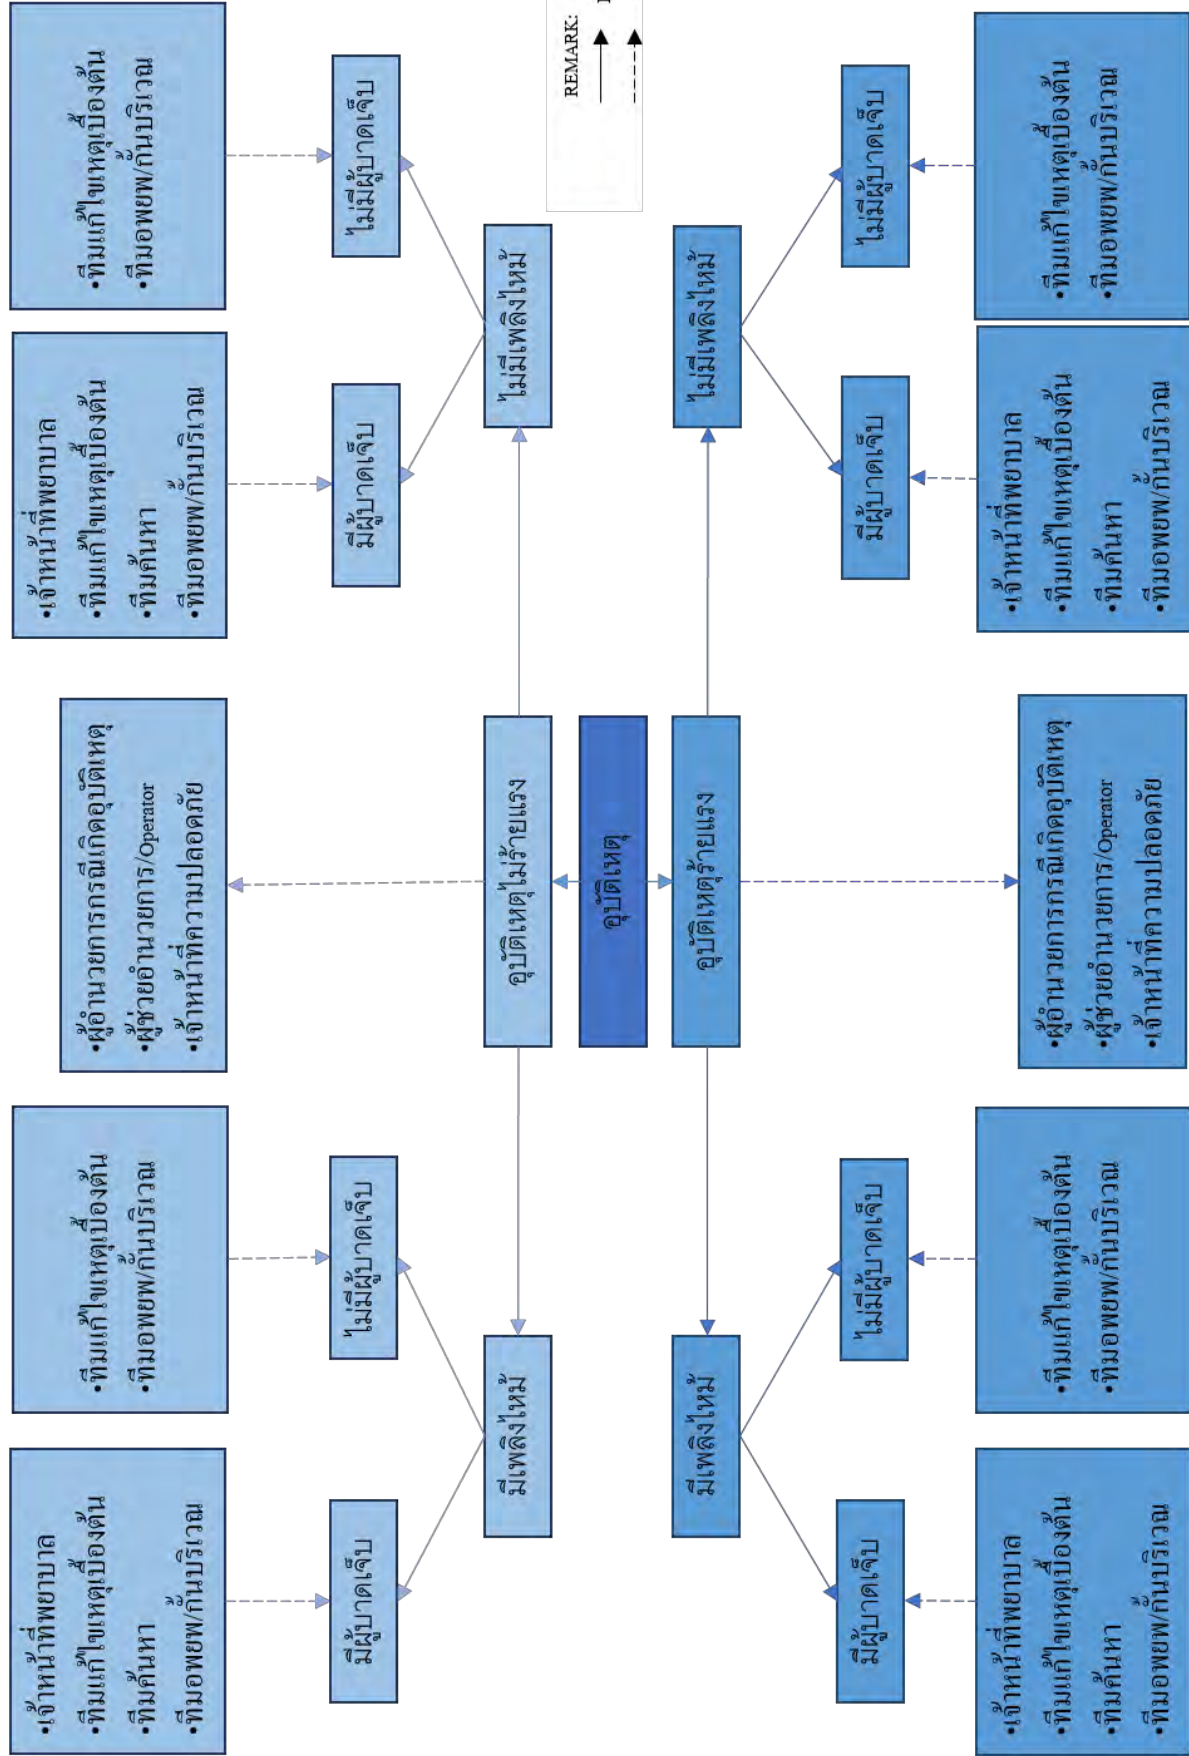 •เจ้าหน้าที่พยาบาล
•ทีมแก้ไขเหตุเบื้องต้น
•ทีมค้นหา
•ทีมอพยพ/กั้นบริเวณ
•ทีมแก้ไขเหตุเบื้องต้น
•ทีมอพยพ/กั้นบริเวณ
•ผู้อำนวยการกรณีเกิดอุบัติเหตุ
•ผู้ช่วยอำนวยการ/Operator
•เจ้าหน้าที่ความปลอดภัย
•เจ้าหน้าที่พยาบาล
•ทีมแก้ไขเหตุเบื้องต้น
•ทีมค้นหา
•ทีมอพยพ/กั้นบริเวณ
•ทีมแก้ไขเหตุเบื้องต้น
•ทีมอพยพ/กั้นบริเวณ
มีผู้บาดเจ็บ
ไม่มีผู้บาดเจ็บ
มีผู้บาดเจ็บ
ไม่มีผู้บาดเจ็บ
มีเพลิงไหม้
อุบัติเหตุไม่ร้ายแรง
ไม่มีเพลิงไหม้
อุบัติเหตุ
REMARK:
มีเพลิงไหม้
อุบัติเหตุร้ายแรง
ไม่มีเพลิงไหม้
มีผู้บาดเจ็บ
ไม่มีผู้บาดเจ็บ
มีผู้บาดเจ็บ
ไม่มีผู้บาดเจ็บ
•เจ้าหน้าที่พยาบาล
•ทีมแก้ไขเหตุเบื้องต้น
•ทีมค้นหา
•ทีมอพยพ/กั้นบริเวณ
•ทีมแก้ไขเหตุเบื้องต้น
•ทีมอพยพ/กั้นบริเวณ
•ผู้อำนวยการกรณีเกิดอุบัติเหตุ
•ผู้ช่วยอำนวยการ/Operator
•เจ้าหน้าที่ความปลอดภัย
•เจ้าหน้าที่พยาบาล
•ทีมแก้ไขเหตุเบื้องต้น
•ทีมค้นหา
•ทีมอพยพ/กั้นบริเวณ
•ทีมแก้ไขเหตุเบื้องต้น
•ทีมอพยพ/กั้นบริเวณ